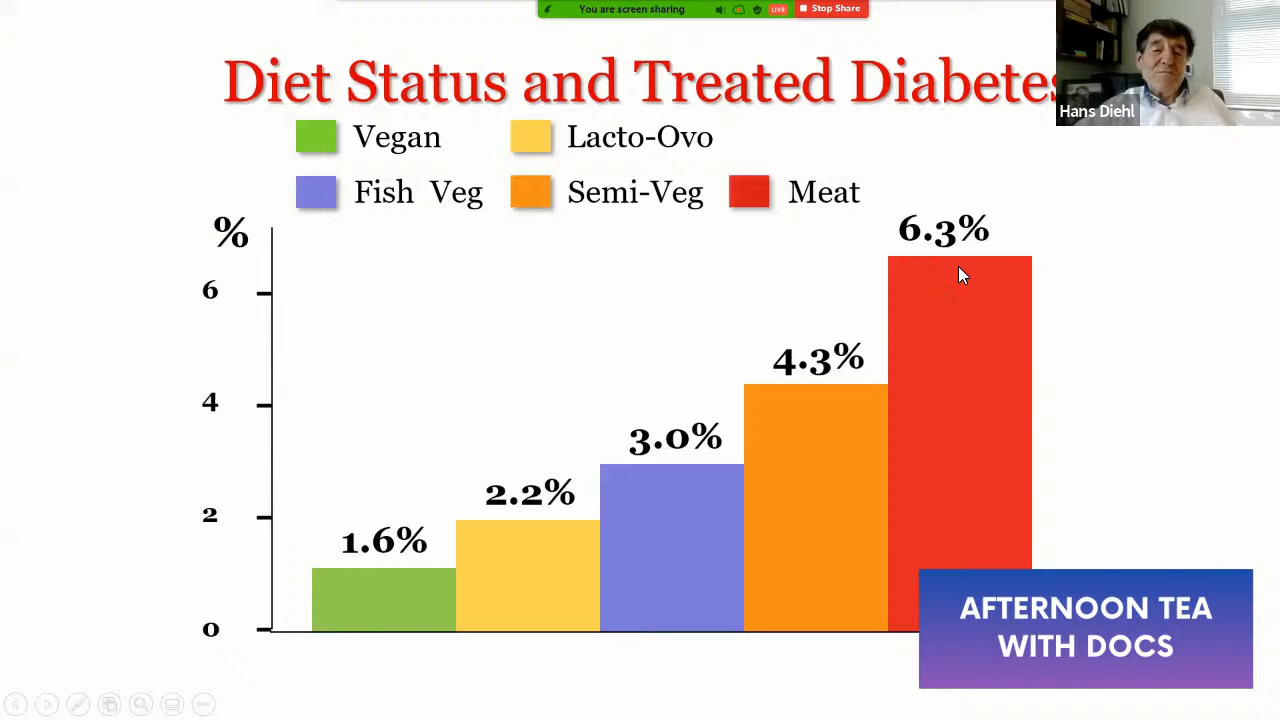 You are screen sharing LIVE Stop Share
Diet Status and Treated Diabetes
Hans Diehl
Vegan Lacto-Ovo
Fish Veg Semi-Veg Meat
%
6.3%
6
4.3%
4
3.0%
2.2%
2
1.6%
0
AFTERNOON TEA
WITH DOCS